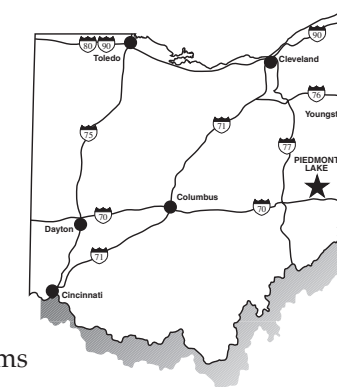 90
80 90
Toledo
Cleveland
76
Youngst
75
71
77
PIEDMONT
LAKE
Columbus
70
70
Dayton
71
Cincinnati
ms